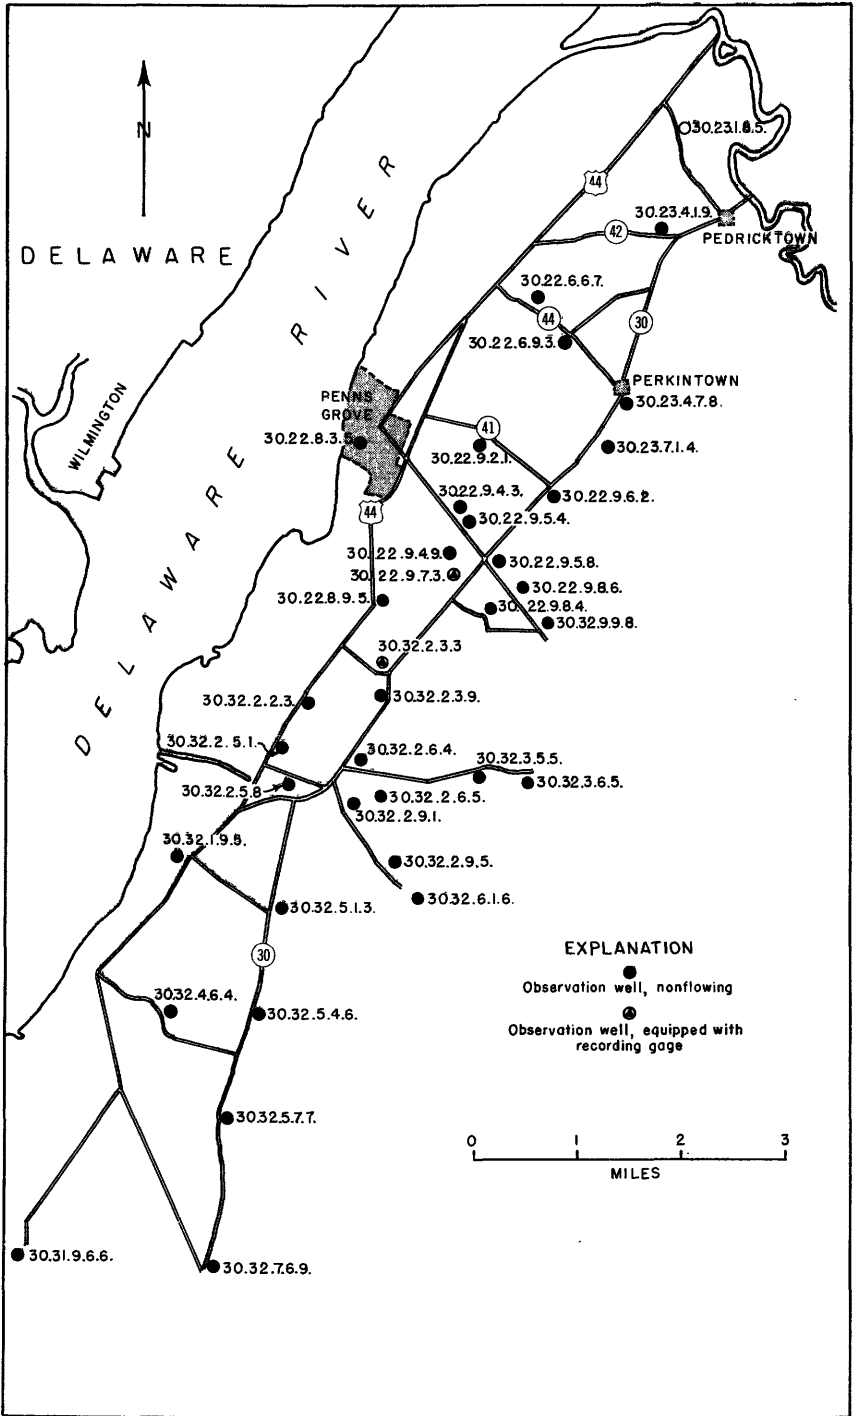 30.23.1.8.5.
N
44
30.23.4.1.9.
42
PEDRICKTOWN
DELAWARE
RIVER
30.22.6.6.7.
44
30
30.22.6.9.3.
PERKINTOWN
30.23.4.7.8.
WILMINGTON
PENNS
GROVE
30.22.8.3.5.
41
30.22.9.2.1.
30.23.7.1.4.
30.22.9.4.3.
30.22.9.6.2.
44
30.22.9.5.4.
DELAWARE
30.22.9.4.9.
30.22.9.5.8.
30.22.9.7.3.
30.22.9.8.6.
30.22.8.9.5.
30.22.9.8.4.
30.32.9.9.8.
30.32.2.3.3
30.32.2.2.3.
30.32.2.3.9.
30.32.2.5.1.
30.32.2.6.4.
30.32.3.5.5.
30.32.3.6.5.
30.32.2.5.8
30.32.2.6.5.
30.32.2.9.1.
30.32.1.9.5.
30.32.2.9.5.
30.32.6.1.6.
30.32.5.1.3.
30
EXPLANATION
Observation well, nonflowing
Observation well, equipped with
recording gage
30.32.4.6.4.
30.32.5.4.6.
30.32.5.7.7.
0 1 2 3
MILES
30.31.9.6.6.
30.32.7.6.9.